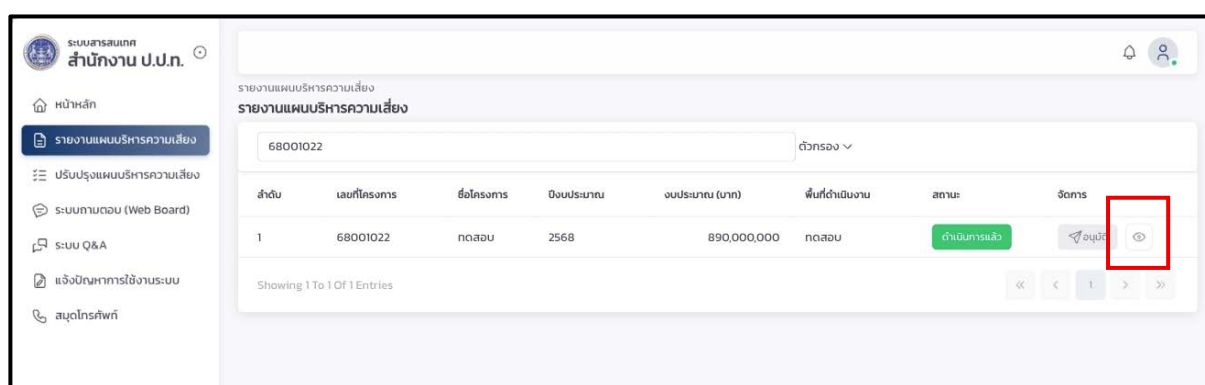 ระบบสารสนเทศ
สำนักงาน ป.ป.ท.
หน้าหลัก
รายงานแผนบริหารความเสี่ยง
ปรับปรุงแผนบริหารความเสี่ยง
ระบบถามตอบ (Web Board)
ระบบ Q&A
แจ้งปัญหาการใช้งานระบบ
สมุดโทรศัพท์
รายงานแผนบริหารความเสี่ยง
รายงานแผนบริหารความเสี่ยง
68001022 ตัวกรอง
ลำดับ เลขที่โครงการ ชื่อโครงการ ปีงบประมาณ งบประมาณ (บาท) พื้นที่ดำเนินงาน สถานะ จัดการ
1 68001022 ทดสอบ 2568 890,000,000 ทดสอบ ดำเนินการแล้ว อนุมัติ
Showing 1 To 1 Of 1 Entries « < 1 > »